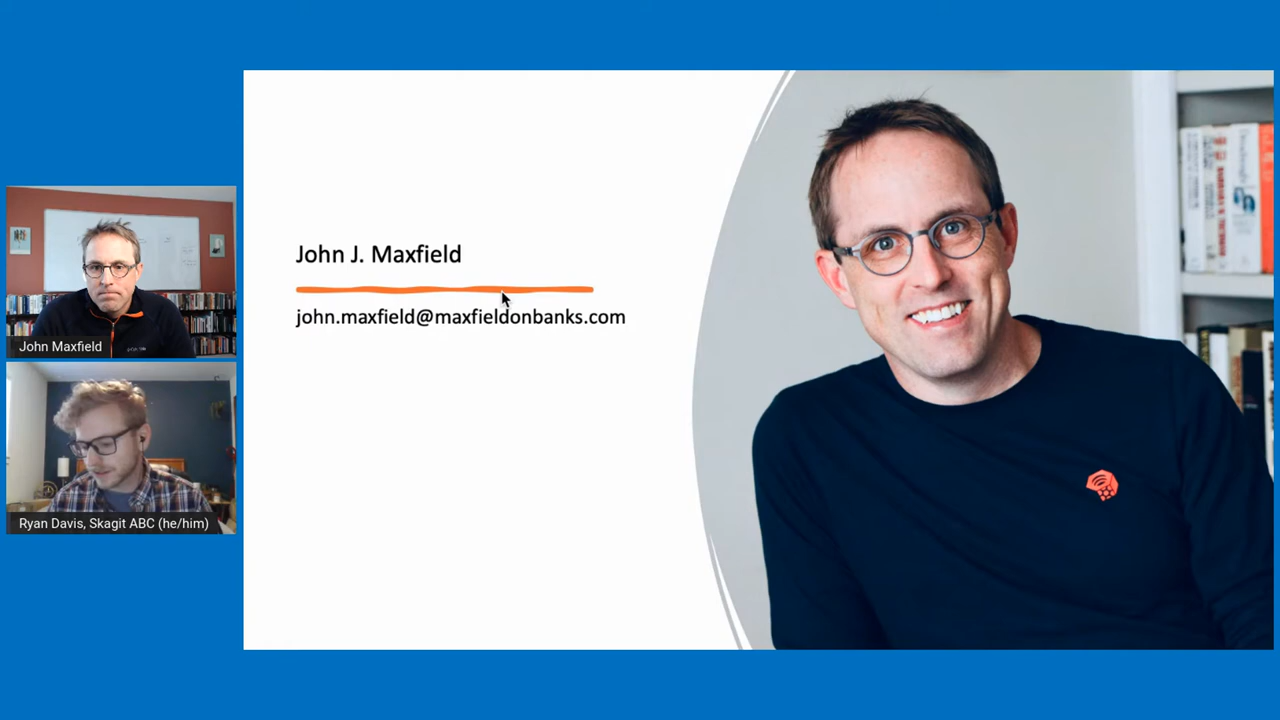 John J. Maxfield
john.maxfield@maxfieldonbanks.com
John Maxfield
Ryan Davis, Skagit ABC (he/him)